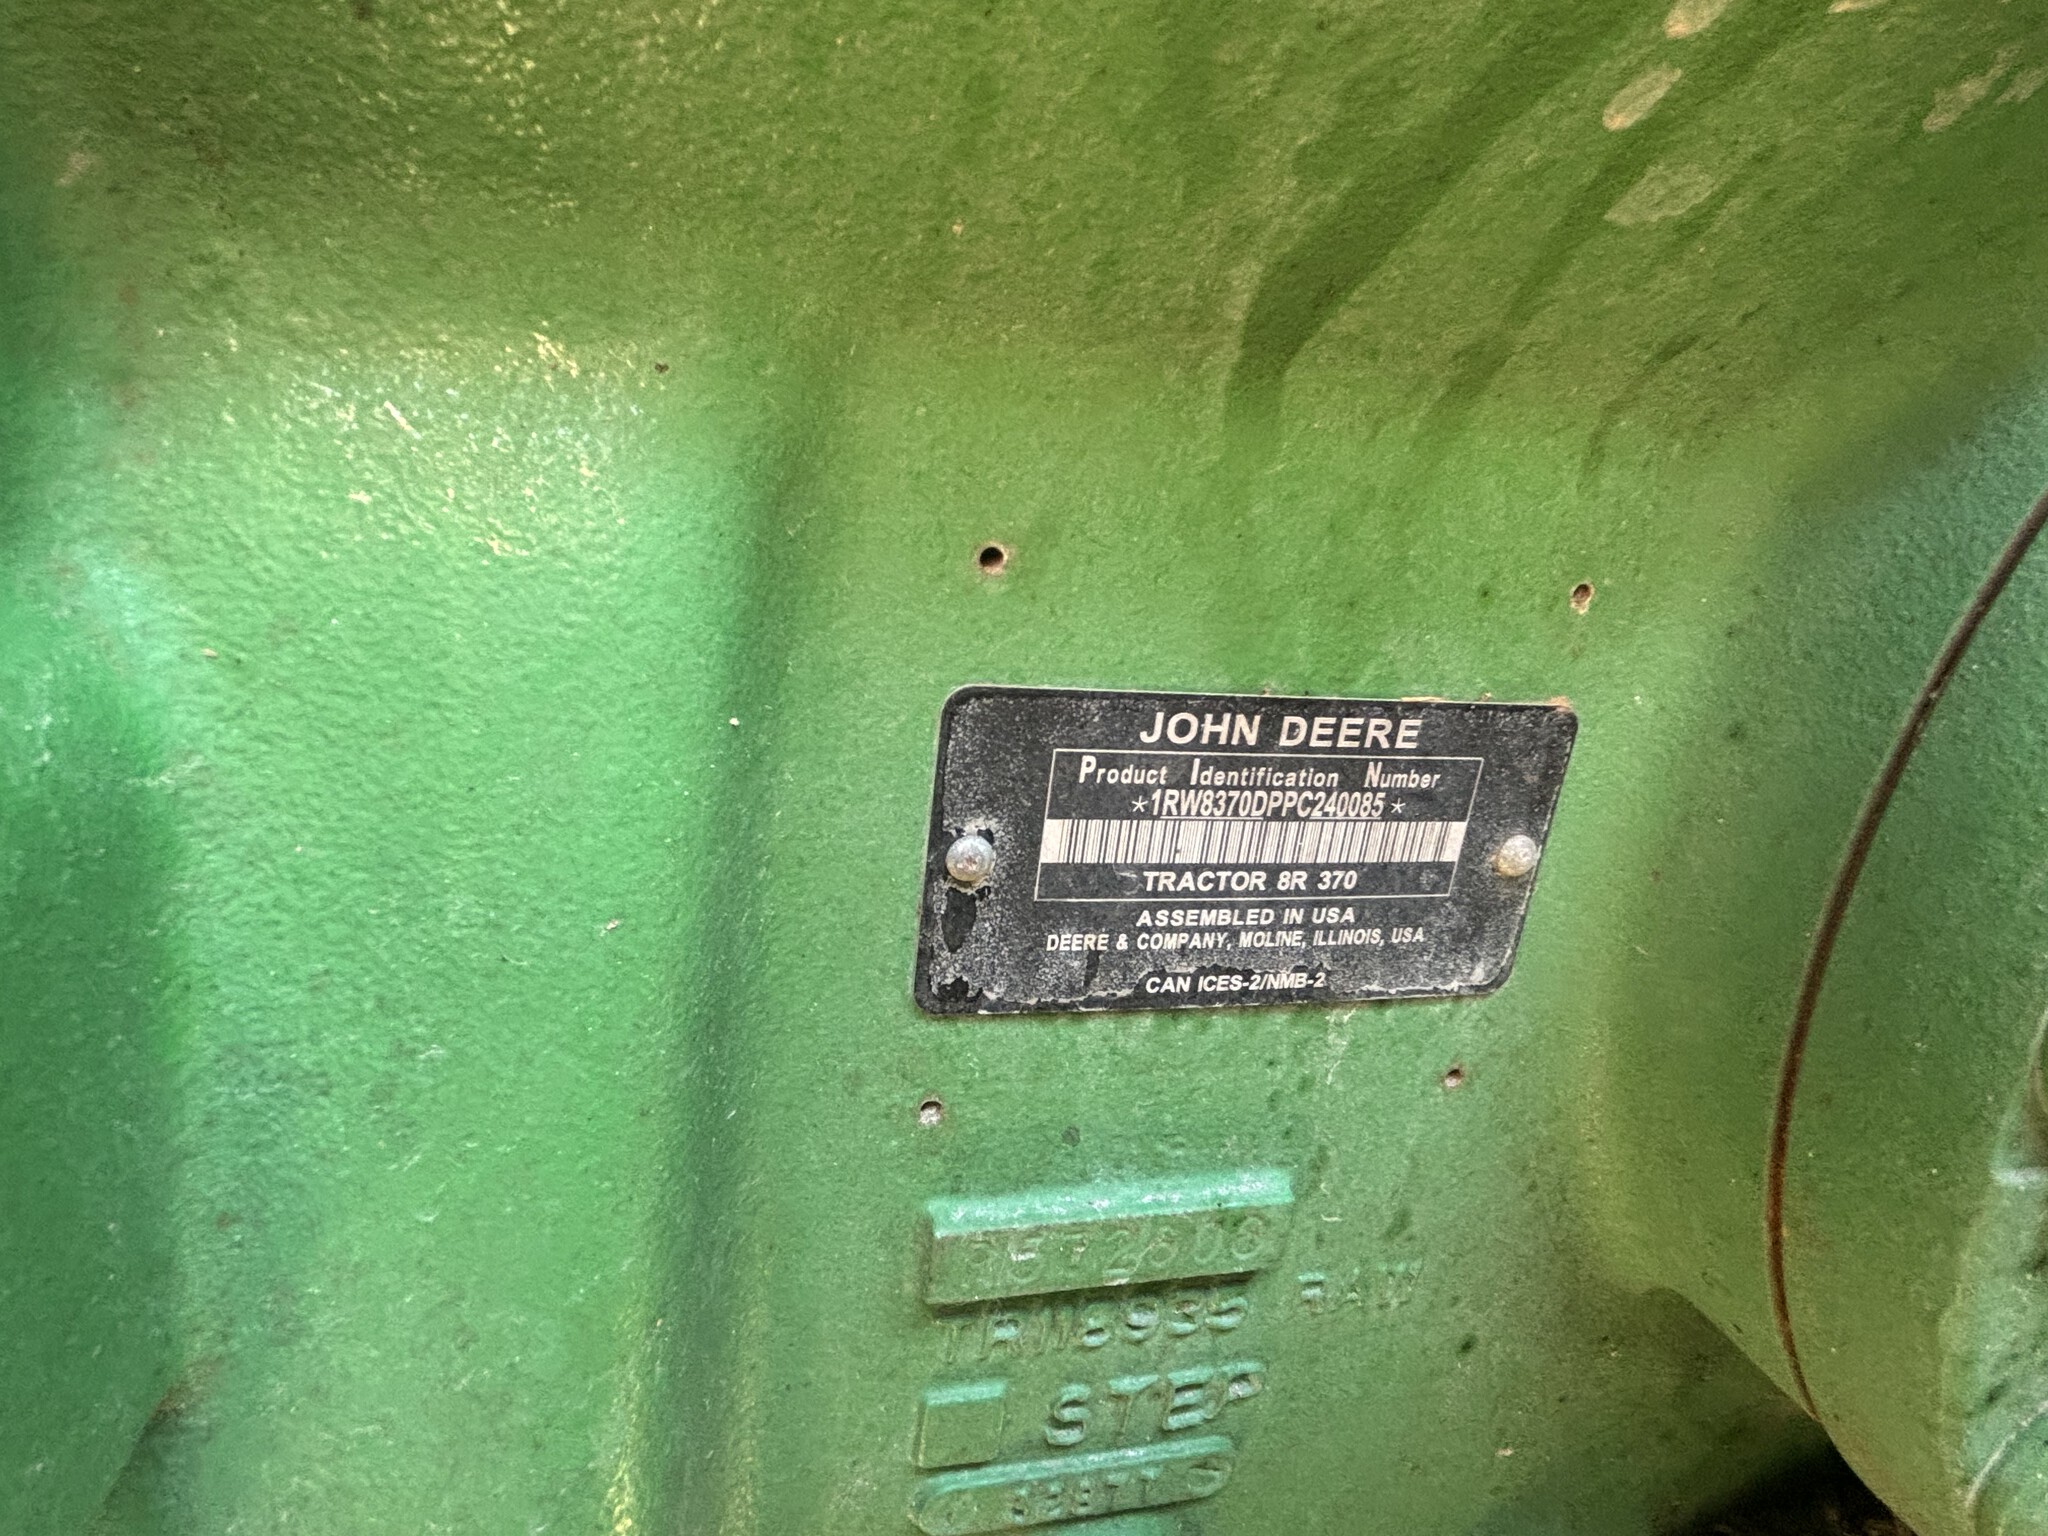 JOHN DEERE
Product Identification Number
*1RW8370DPPC240085*
TRACTOR 8R 370
ASSEMBLED IN USA
DEERE & COMPANY, MOLINE, ILLINOIS, USA
CAN ICES-2/NMB-2
STEP